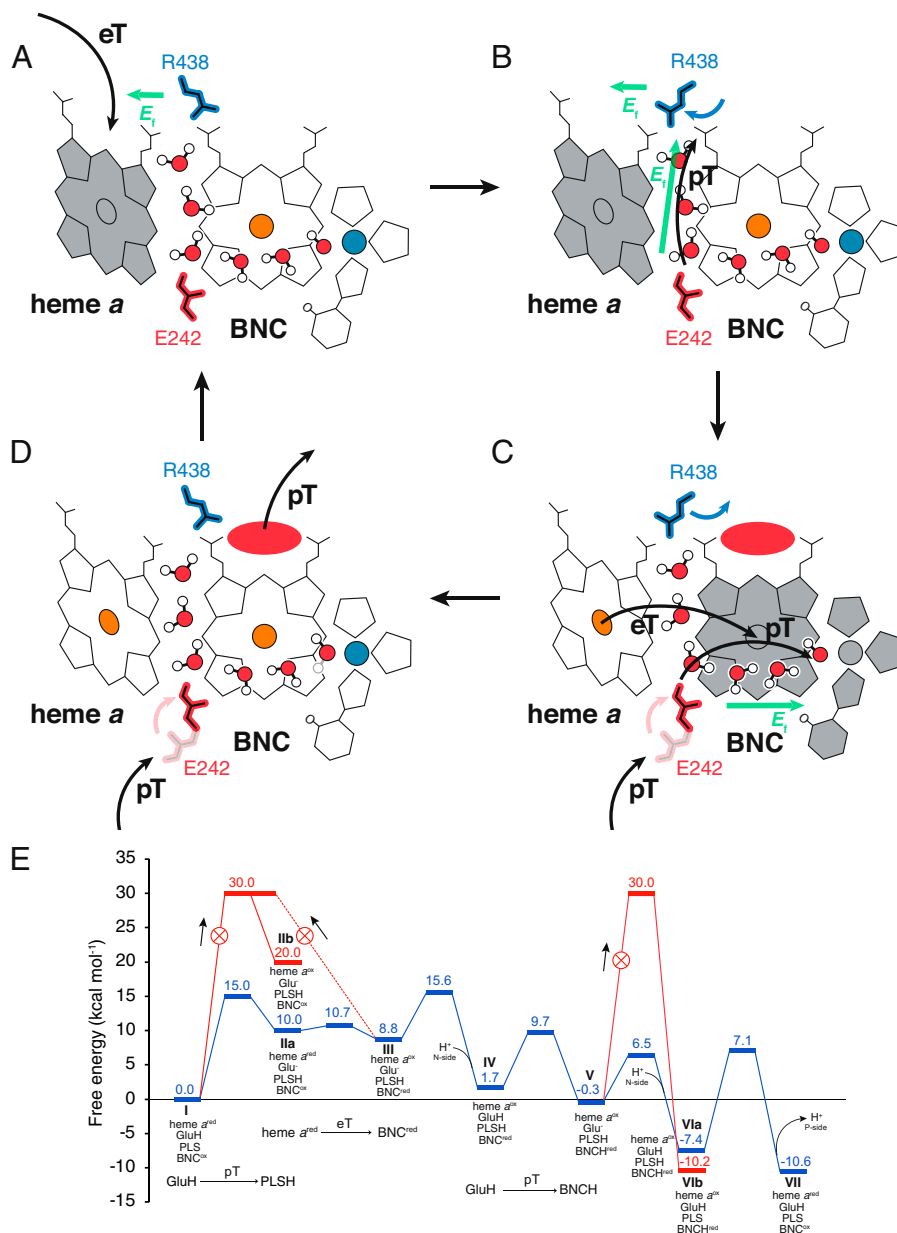 A
eT
R438
Ef
heme a
E242
BNC
B
R438
Ef
Ef
pT
heme a
E242
BNC
D
R438
pT
heme a
BNC
E242
pT
C
R438
eT
pT
heme a
Ef
BNC
E242
pT
E
Free energy (kcal mol-1)
35
30
25
20
15
10
5
0
-5
-10
-15
0.0
I
heme ared
GluH
PLS
BNCox
30.0
15.0
IIb
20.0
heme aox
Glu-
PLSH
BNCox
10.0
IIa
heme ared
Glu-
PLSH
BNCox
10.7
8.8
III
heme aox
Glu-
PLSH
BNCred
15.6
H+
N-side
IV
1.7
heme aox
GluH
PLSH
BNCred
9.7
V
-0.3
heme aox
Glu-
PLSH
BNCHred
30.0
6.5
H+
N-side
VIa
-7.4
heme aox
GluH
PLSH
BNCHred
-10.2
VIb
heme aox
GluH
PLS
BNCHred
7.1
H+
P-side
-10.6
VII
heme ared
GluH
PLS
BNCox
heme ared eT BNCred
GluH pT PLSH
GluH pT BNCH